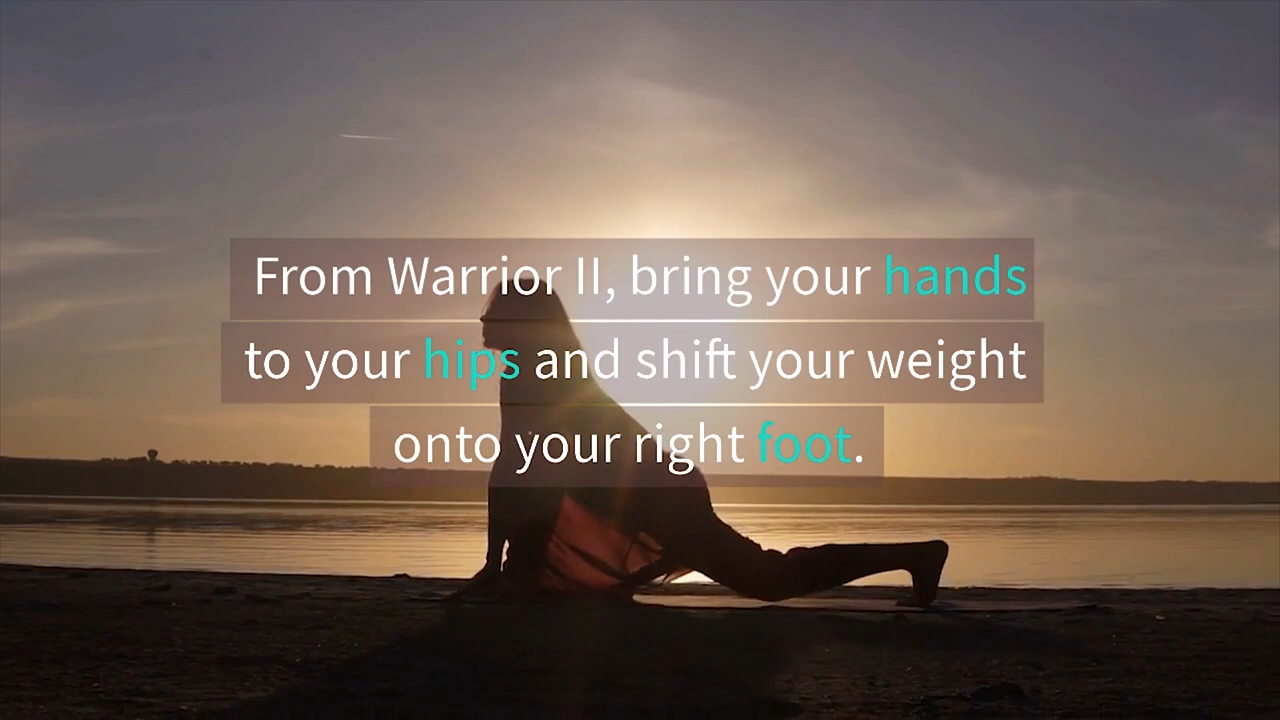 From Warrior II, bring your hands
to your hips and shift your weight
onto your right foot.